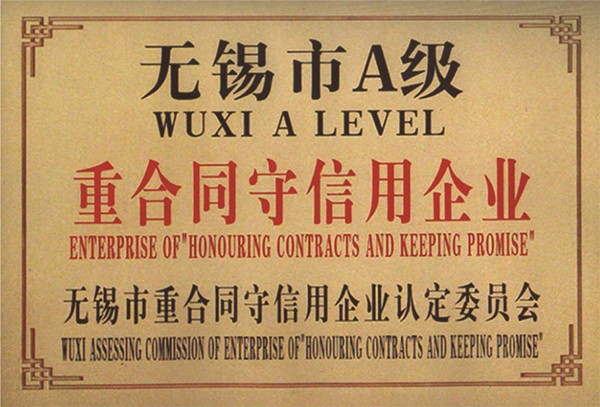 无锡市A级
WUXI A LEVEL
重合同守信用企业
ENTERPRISE OF"HONOURING CONTRACTS AND KEEPING PROMISE"
无锡市重合同守信用企业认定委员会
WUXI ASSESSING COMMISSION OF ENTERPRISE OF"HONOURING CONTRACTS AND KEEPING PROMISE"